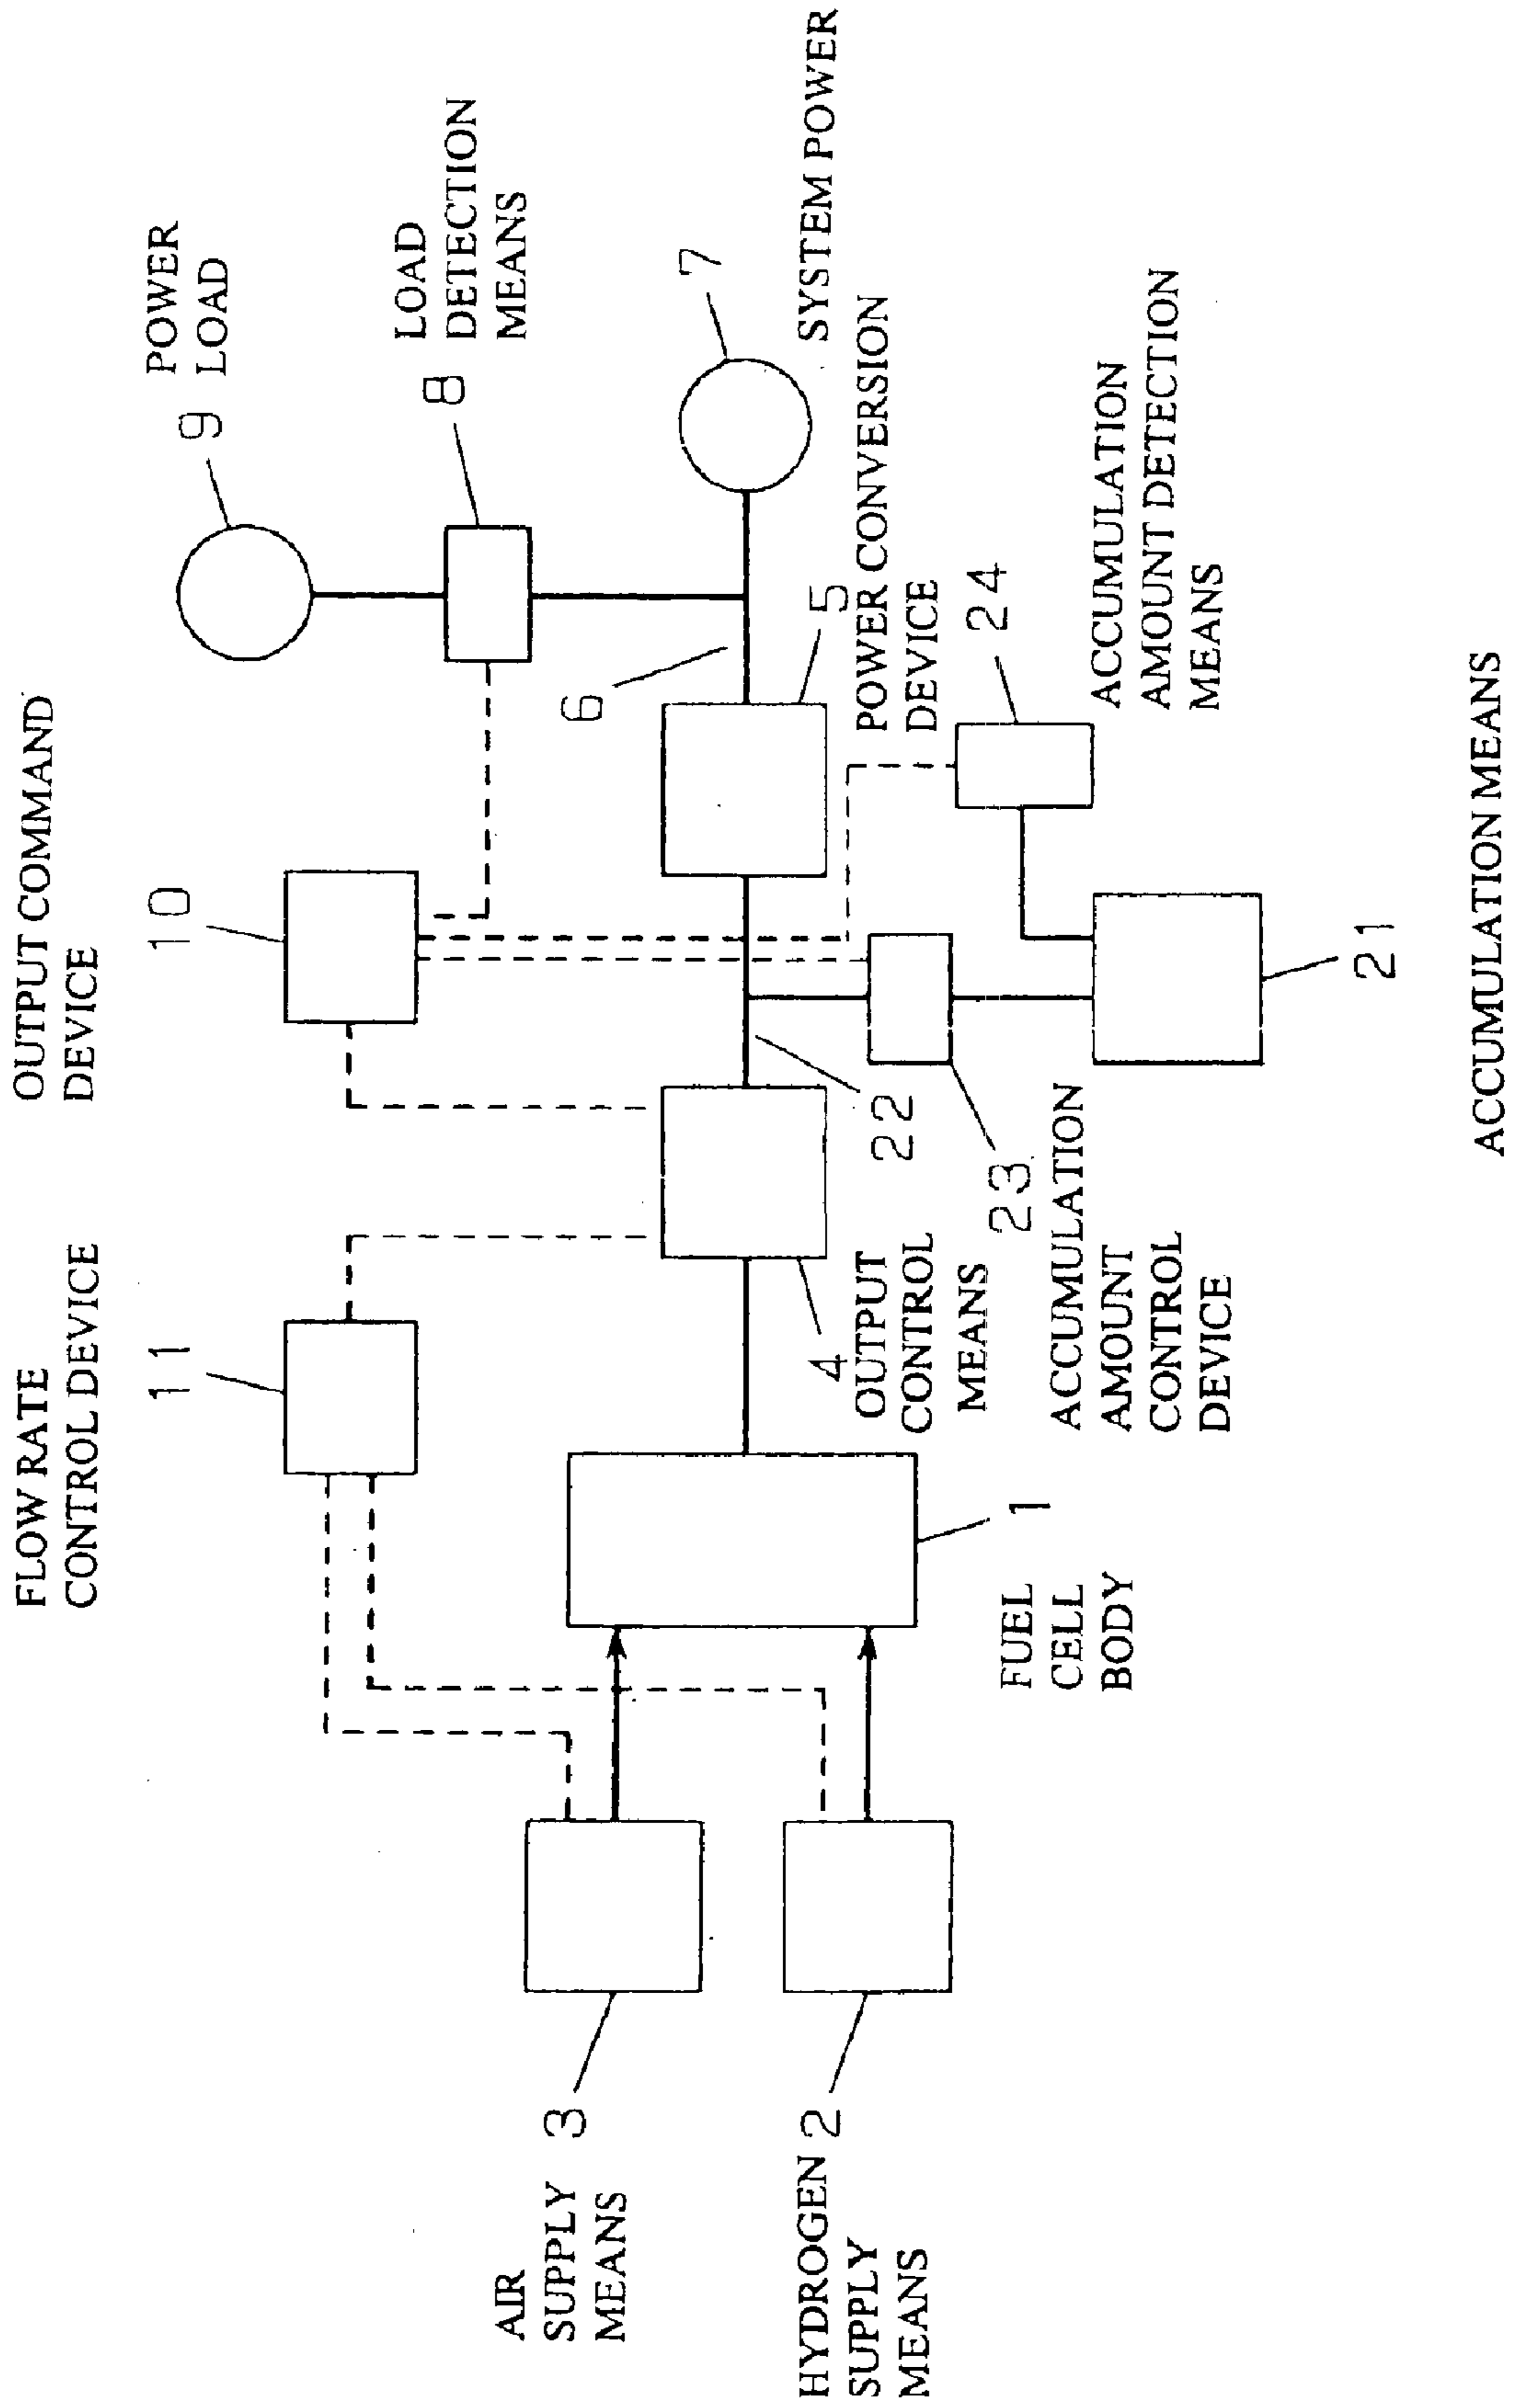 FLOW RATE
CONTROL DEVICE
11
OUTPUT COMMAND
DEVICE
10
POWER
LOAD
9
LOAD
DETECTION
MEANS
8
7
SYSTEM POWER
6
5
POWER CONVERSION
DEVICE
24
ACCUMULATION
AMOUNT DETECTION
MEANS
AIR
SUPPLY
MEANS
3
HYDROGEN
SUPPLY
MEANS
2
1
FUEL
CELL
BODY
4
OUTPUT
CONTROL
MEANS
22
23
ACCUMULATION
AMOUNT
CONTROL
DEVICE
21
ACCUMULATION MEANS